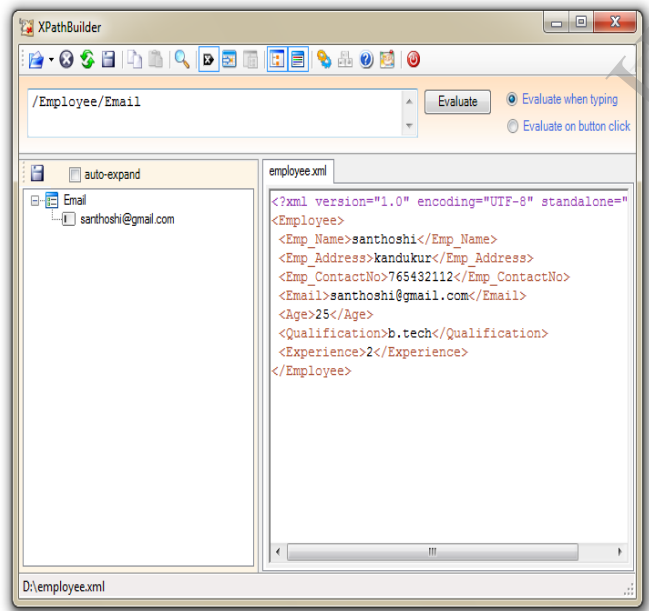 XPathBuilder
/Employee/Email
Evaluate
Evaluate when typing
Evaluate on button click
auto-expand
Email
santhoshi@gmail.com
employee.xml
<?xml version="1.0" encoding="UTF-8" standalone="
<Employee>
<Emp_Name>santhoshi</Emp_Name>
<Emp_Address>kandukur</Emp_Address>
<Emp_ContactNo>765432112</Emp_ContactNo>
<Email>santhoshi@gmail.com</Email>
<Age>25</Age>
<Qualification>b.tech</Qualification>
<Experience>2</Experience>
</Employee>
D:\employee.xml